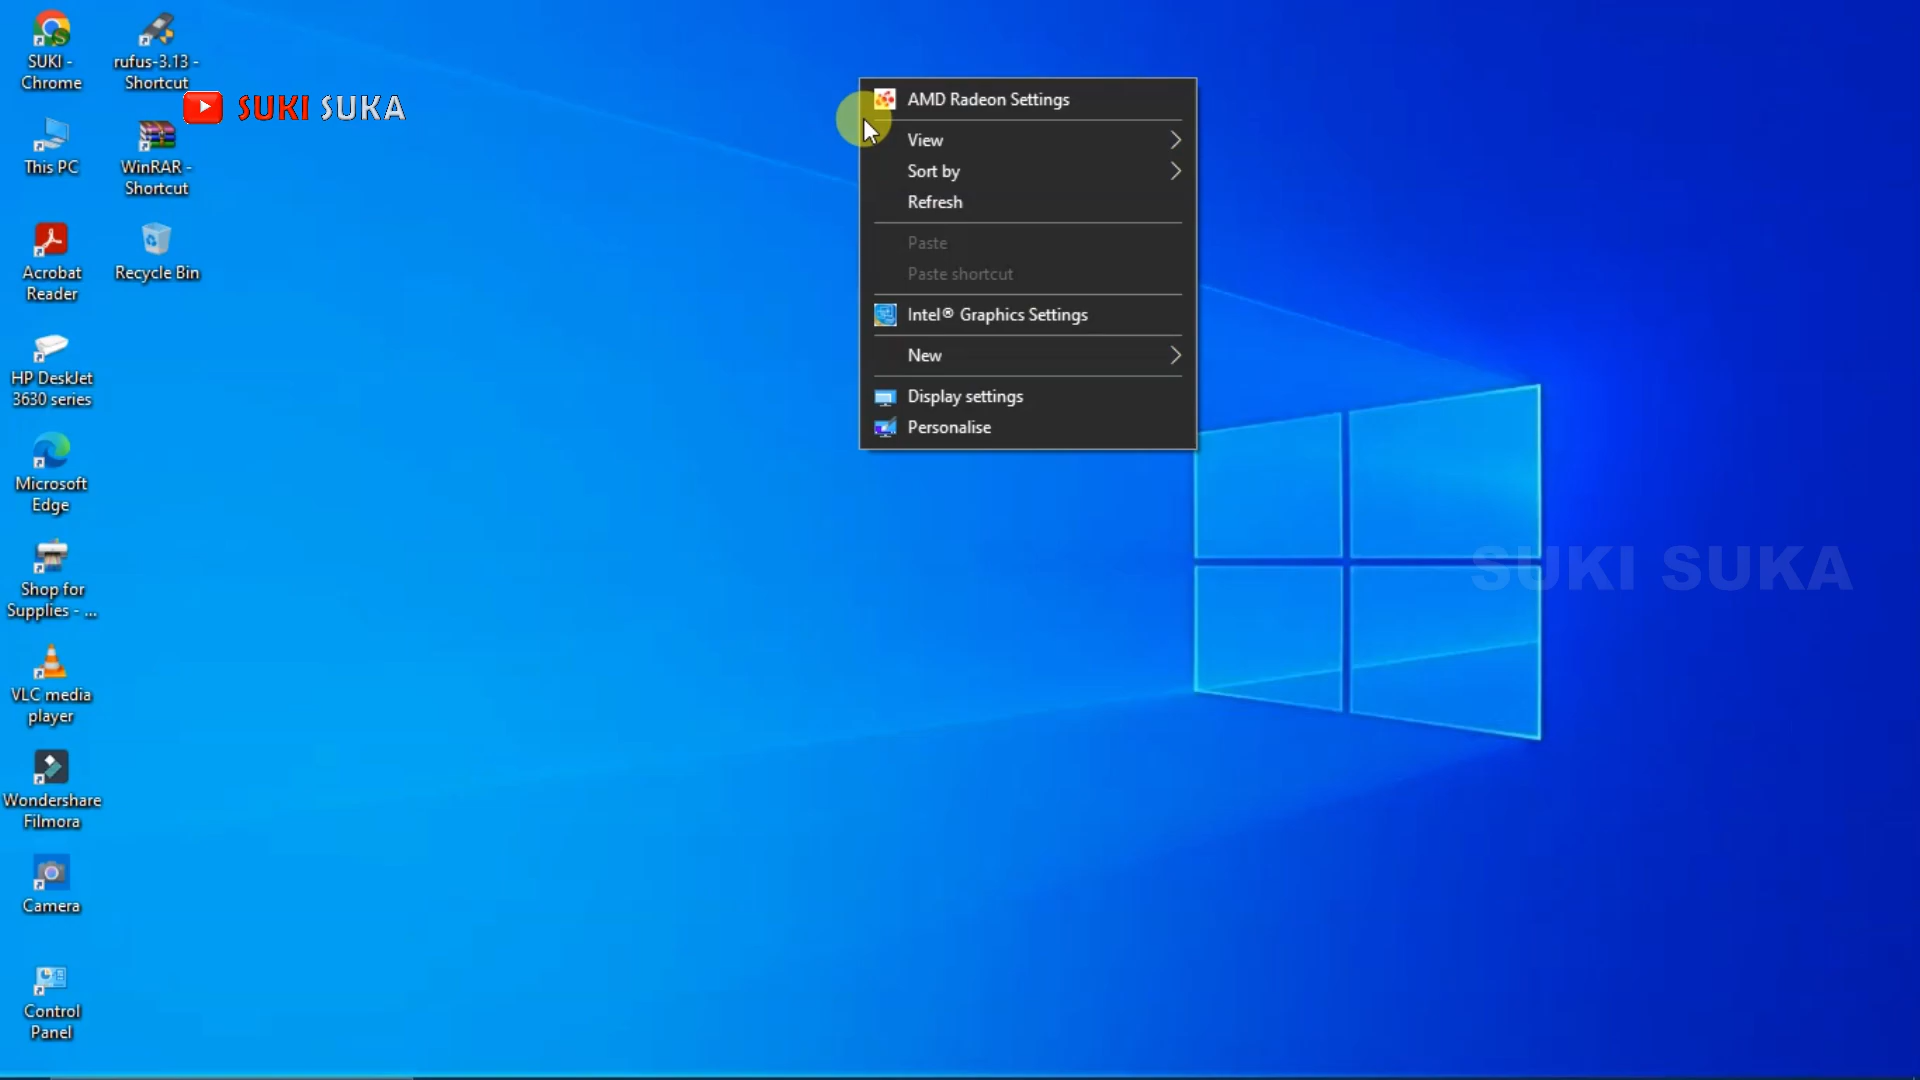 SUKI -
Chrome
rufus-3.13 -
Shortcut
SUKI SUKA
This PC
WinRAR -
Shortcut
Acrobat
Reader
Recycle Bin
HP DeskJet
3630 series
Microsoft
Edge
Shop for
Supplies - ...
VLC media
player
Wondershare
Filmora
Camera
Control
Panel
AMD Radeon Settings
View
Sort by
Refresh
Paste
Paste shortcut
Intel® Graphics Settings
New
Display settings
Personalise
SUKI SUKA